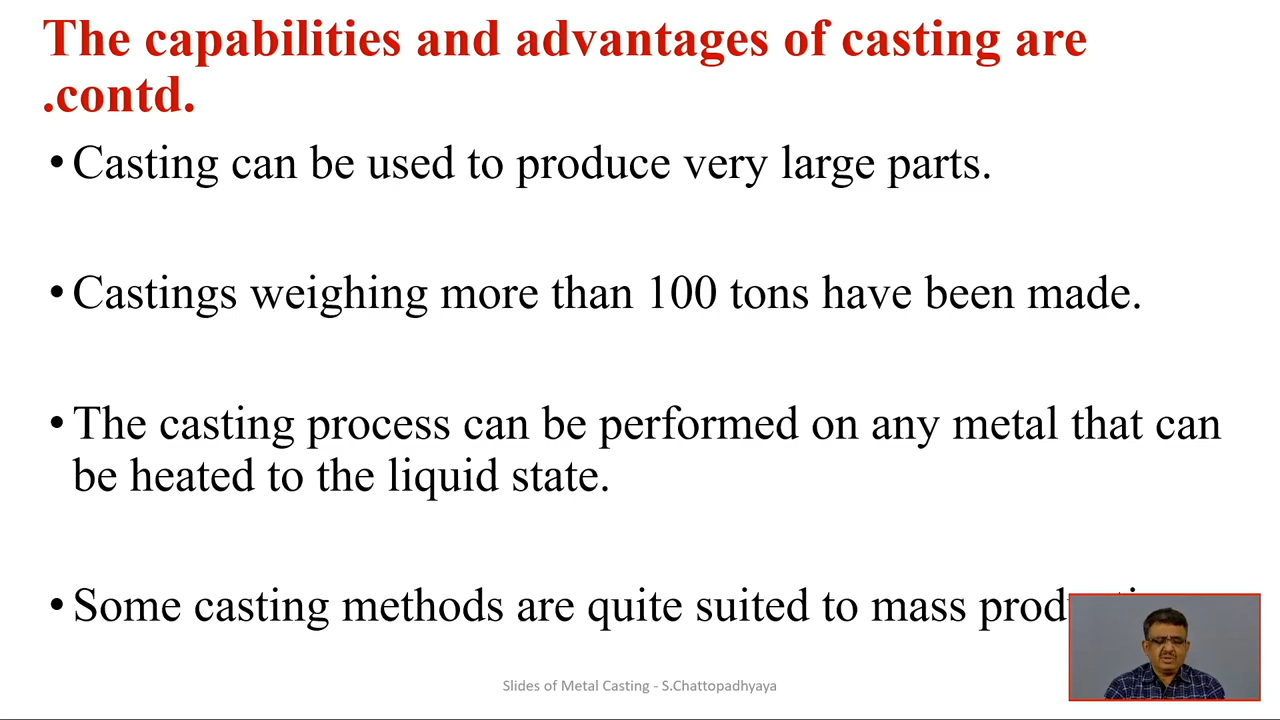 The capabilities and advantages of casting are
.contd.
• Casting can be used to produce very large parts.
• Castings weighing more than 100 tons have been made.
• The casting process can be performed on any metal that can
be heated to the liquid state.
• Some casting methods are quite suited to mass
Slides of Metal Casting - S.Chattopadhyaya